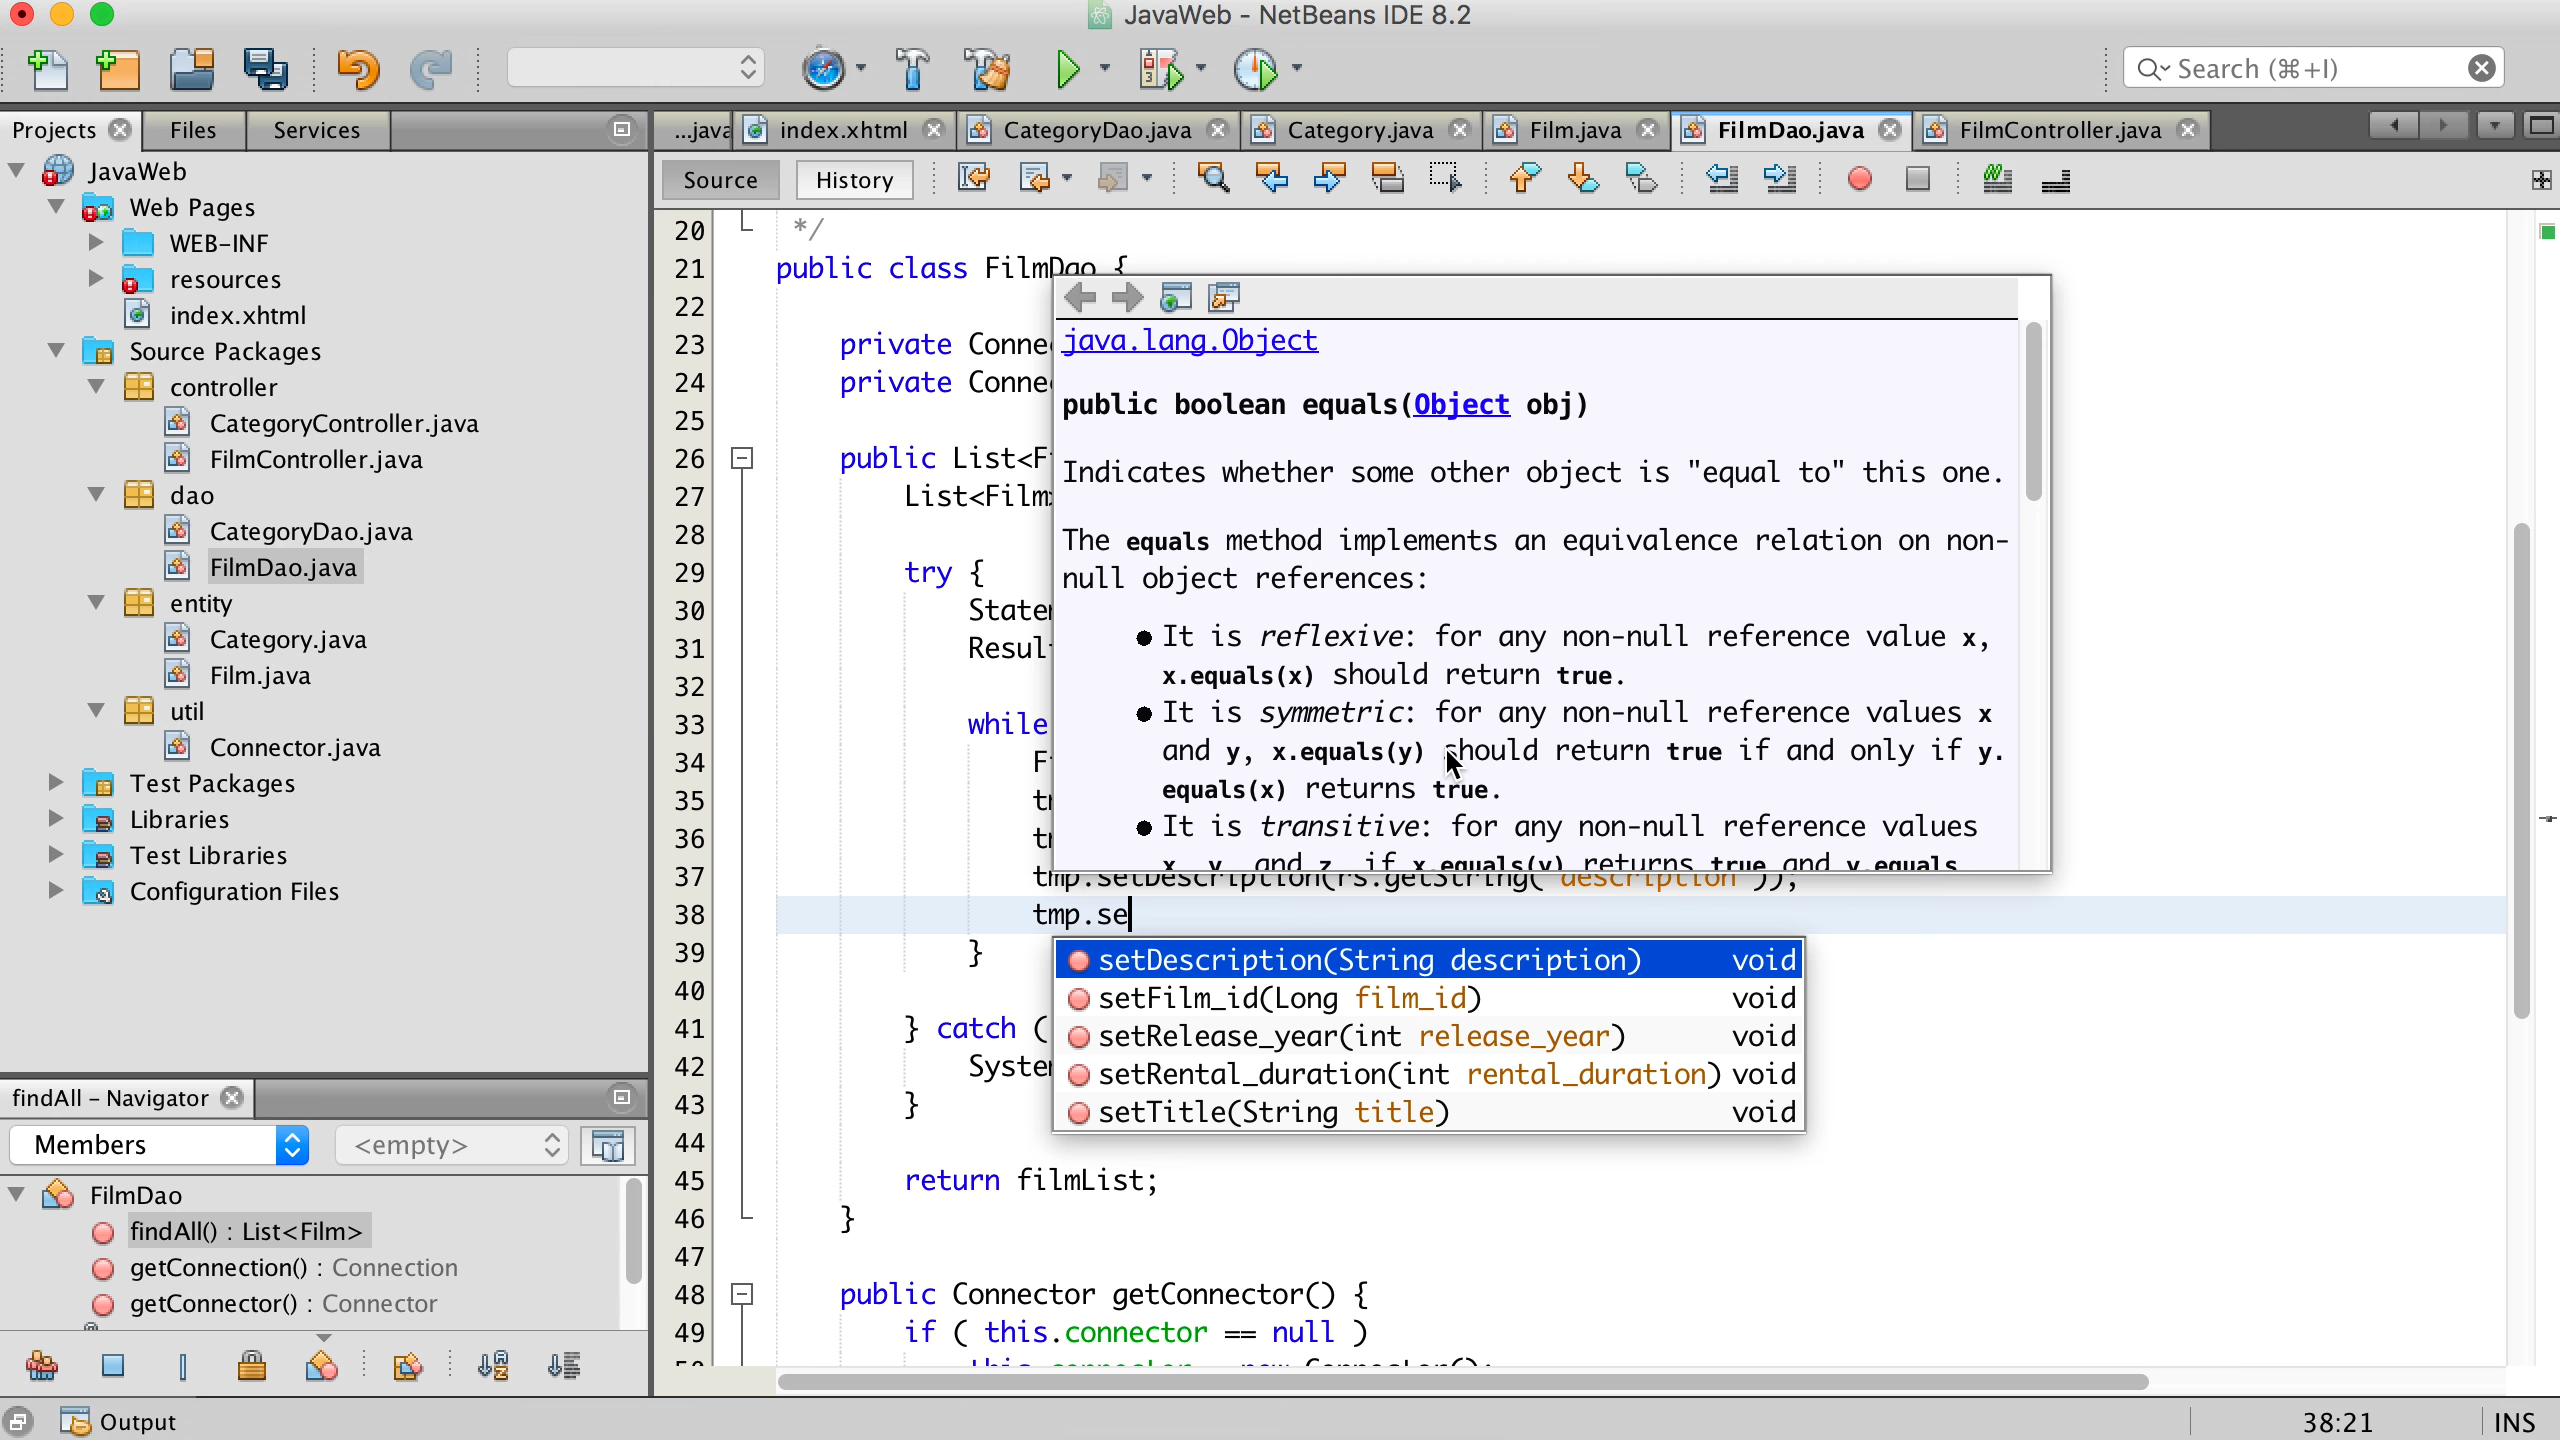 JavaWeb - NetBeans IDE 8.2
Search (⌘+I)
Projects
Files
Services
...java
index.xhtml
CategoryDao.java
Category.java
Film.java
FilmDao.java
FilmController.java
Source
History
JavaWeb
Web Pages
WEB-INF
resources
index.xhtml
Source Packages
controller
CategoryController.java
FilmController.java
dao
CategoryDao.java
FilmDao.java
entity
Category.java
Film.java
util
Connector.java
Test Packages
Libraries
Test Libraries
Configuration Files
findAll - Navigator
Members
<empty>
FilmDao
findAll() : List<Film>
getConnection() : Connection
getConnector() : Connector
20 */
21 public class FilmDao {
22
23 private Conne
24 private Conne
25
26 public List<F
27 List<Film
28
29 try {
30 State
31 Resul
32
33 while
34 F
35 t
36 t
37 tmp.setDescription(rs.getString("description"));
38 tmp.se
39 }
40
41 } catch (
42 Syste
43 }
44
45 return filmList;
46 }
47
48 public Connector getConnector() {
49 if ( this.connector == null )
java.lang.Object
public boolean equals(Object obj)
Indicates whether some other object is "equal to" this one.
The equals method implements an equivalence relation on non-
null object references:
● It is reflexive: for any non-null reference value x,
x.equals(x) should return true.
● It is symmetric: for any non-null reference values x
and y, x.equals(y) should return true if and only if y.
equals(x) returns true.
● It is transitive: for any non-null reference values
x, y, and z, if x.equals(y) returns true and y.equals
setDescription(String description) void
setFilm_id(Long film_id) void
setRelease_year(int release_year) void
setRental_duration(int rental_duration) void
setTitle(String title) void
Output
38:21
INS